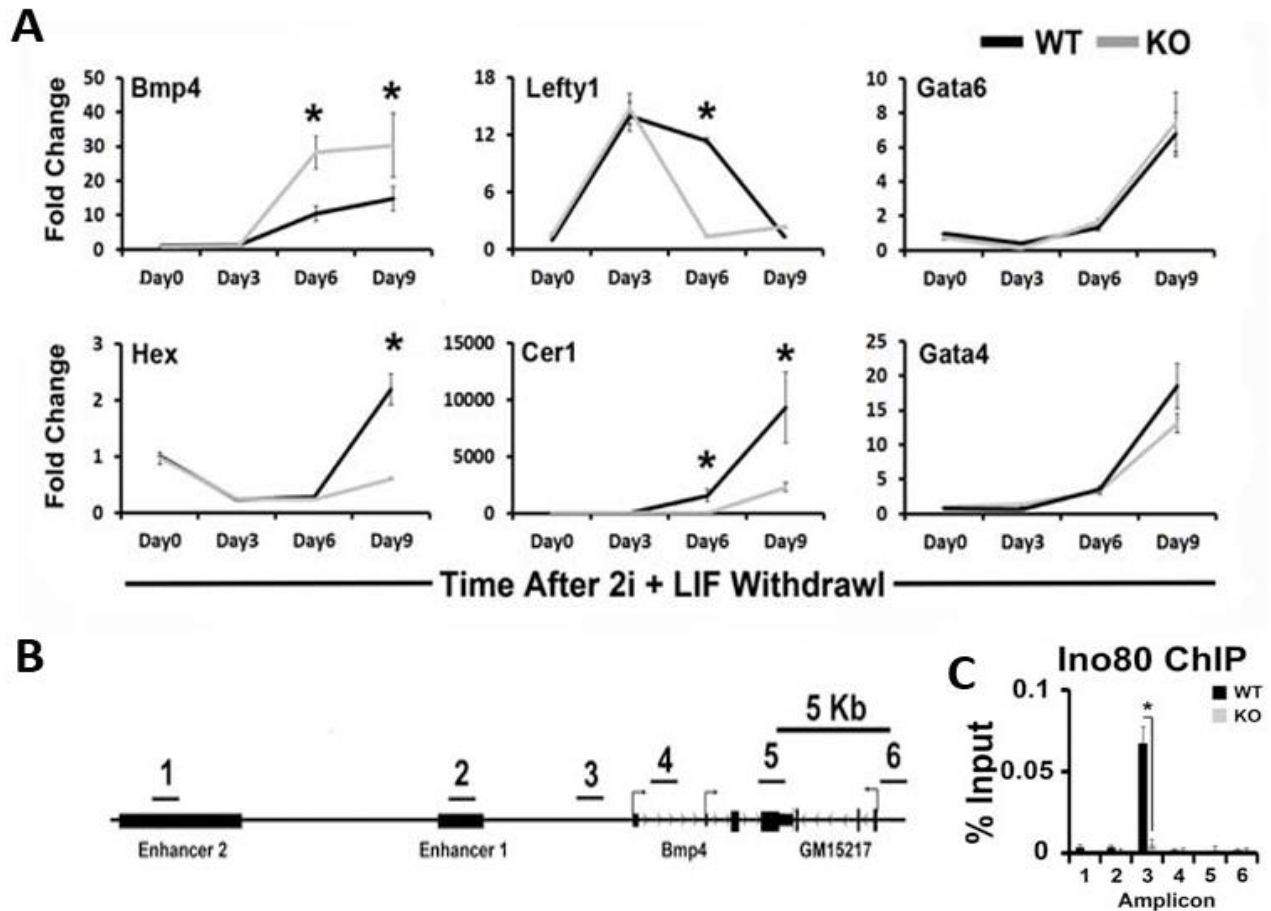 A
WT KO
Fold Change
Bmp4
50
40
30
20
10
0
Day0 Day3 Day6 Day9
* *
Lefty1
18
12
6
0
Day0 Day3 Day6 Day9
*
Gata6
10
8
6
4
2
0
Day0 Day3 Day6 Day9
Fold Change
Hex
3
2
1
0
Day0 Day3 Day6 Day9
*
Cer1
15000
10000
5000
0
Day0 Day3 Day6 Day9
* *
Gata4
25
20
15
10
5
0
Day0 Day3 Day6 Day9
Time After 2i + LIF Withdrawl
B
5 Kb
1 2 3 4 5 6
Enhancer 2 Enhancer 1 Bmp4 GM15217
C
Ino80 ChIP
WT
KO
*
% Input
0.1
0.05
0
1 2 3 4 5 6
Amplicon